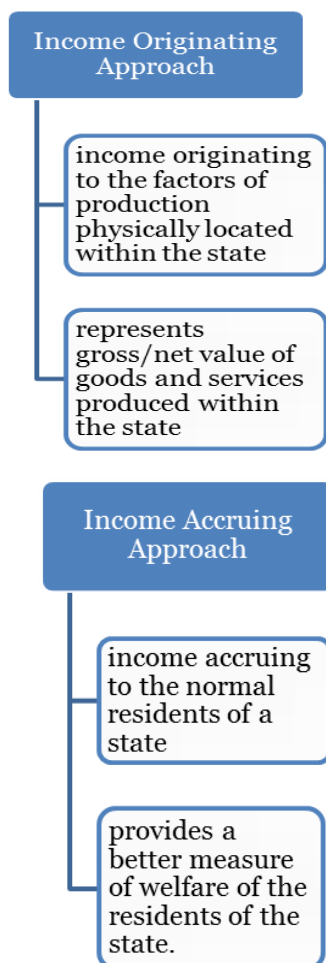 Income Originating
Approach
income originating
to the factors of
production
physically located
within the state
represents
gross/net value of
goods and services
produced within
the state
Income Accruing
Approach
income accruing
to the normal
residents of a
state
provides a
better measure
of welfare of the
residents of the
state.